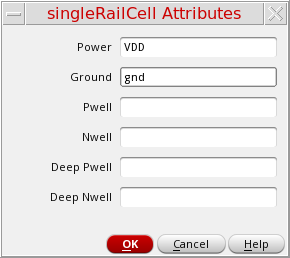 singleRailCell Attributes
Power VDD
Ground gnd
Pwell
Nwell
Deep Pwell
Deep Nwell
OK Cancel Help